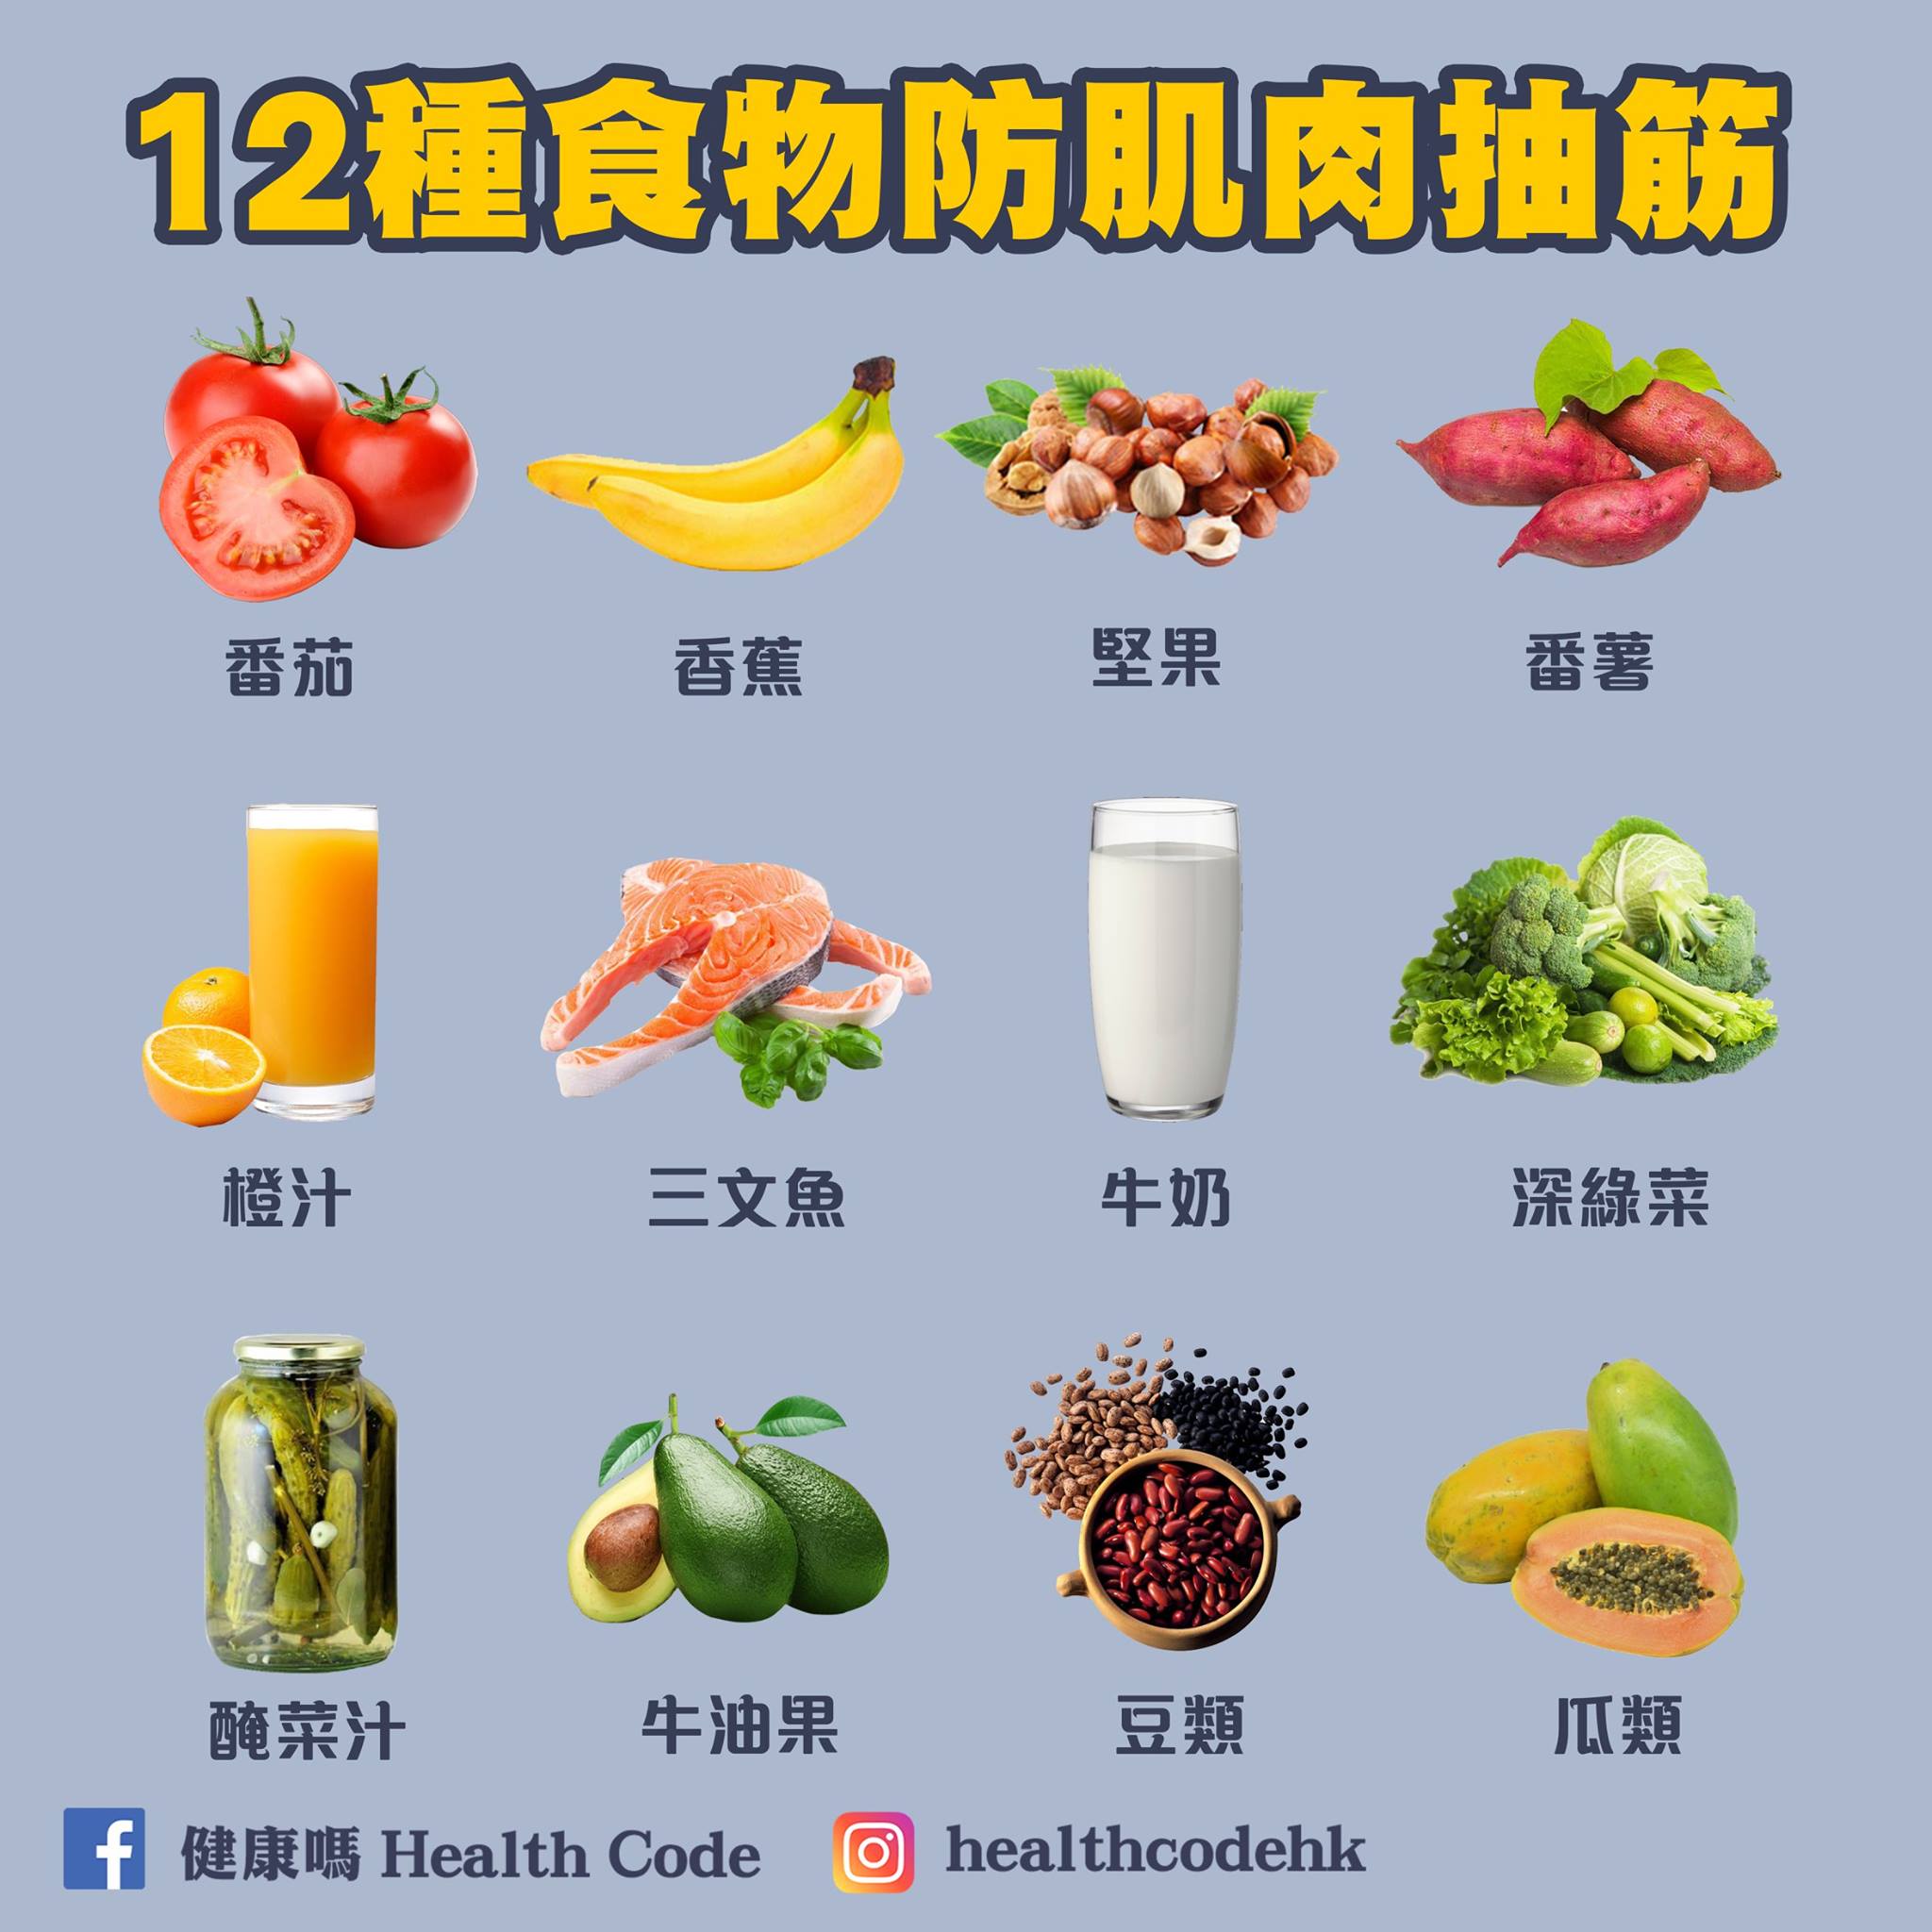 12種食物防肌肉抽筋
番茄
香蕉
堅果
番薯
橙汁
三文魚
牛奶
深綠菜
醃菜汁
牛油果
豆類
瓜類
健康嗎 Health Code
healthcodehk